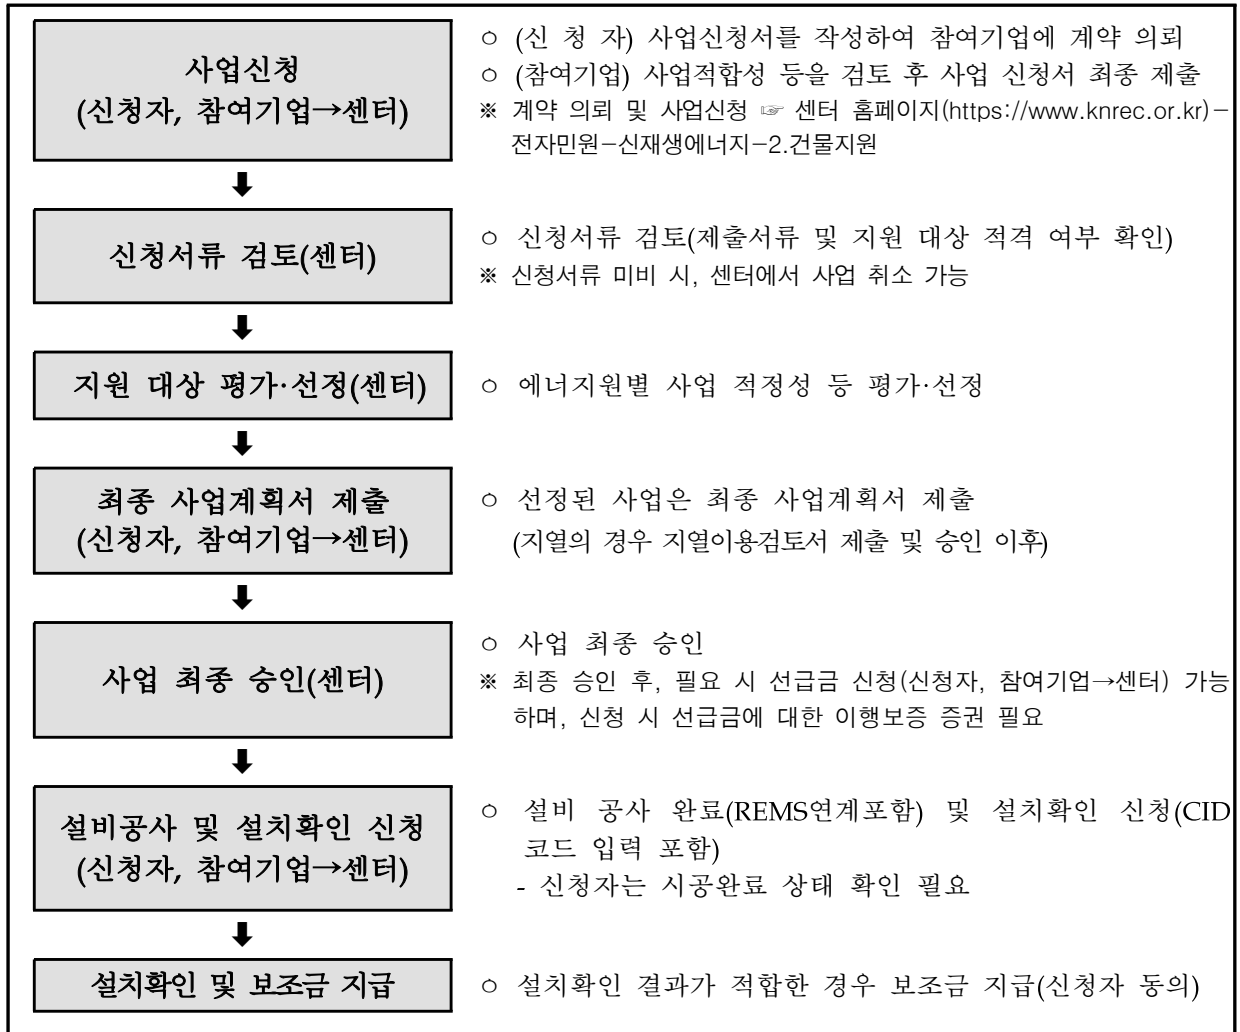 사업신청
(신청자, 참여기업→센터)
ㅇ (신 청 자) 사업신청서를 작성하여 참여기업에 계약 의뢰
ㅇ (참여기업) 사업적합성 등을 검토 후 사업 신청서 최종 제출
※ 계약 의뢰 및 사업신청 ☞ 센터 홈페이지(https://www.knrec.or.kr)-
전자민원-신재생에너지-2.건물지원
🡇
신청서류 검토(센터)
ㅇ 신청서류 검토(제출서류 및 지원 대상 적격 여부 확인)
※ 신청서류 미비 시, 센터에서 사업 취소 가능
🡇
지원 대상 평가·선정(센터)
ㅇ 에너지원별 사업 적정성 등 평가·선정
🡇
최종 사업계획서 제출
(신청자, 참여기업→센터)
ㅇ 선정된 사업은 최종 사업계획서 제출
(지열의 경우 지열이용검토서 제출 및 승인 이후)
🡇
사업 최종 승인(센터)
ㅇ 사업 최종 승인
※ 최종 승인 후, 필요 시 선급금 신청(신청자, 참여기업→센터) 가능
하며, 신청 시 선급금에 대한 이행보증 증권 필요
🡇
설비공사 및 설치확인 신청
(신청자, 참여기업→센터)
ㅇ 설비 공사 완료(REMS연계포함) 및 설치확인 신청(CID
코드 입력 포함)
- 신청자는 시공완료 상태 확인 필요
🡇
설치확인 및 보조금 지급
ㅇ 설치확인 결과가 적합한 경우 보조금 지급(신청자 동의)